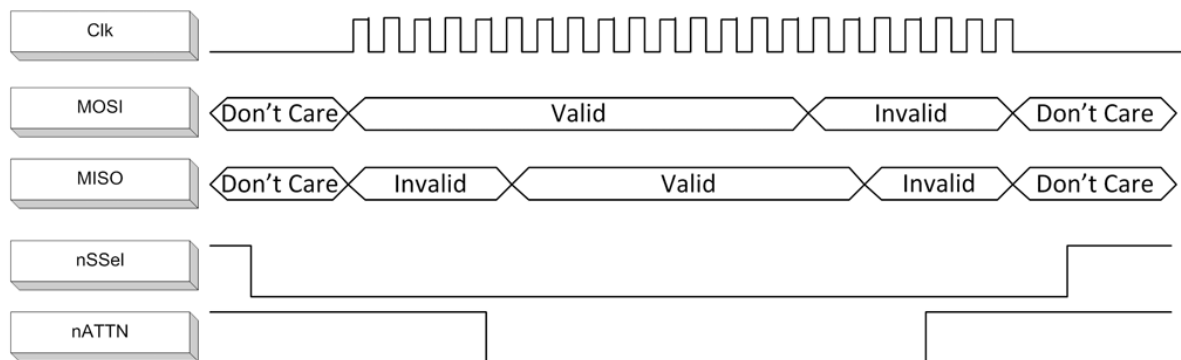 Clk
MOSI
Don't Care
Valid
Invalid
Don't Care
MISO
Don't Care
Invalid
Valid
Invalid
Don't Care
nSSel
nATTN